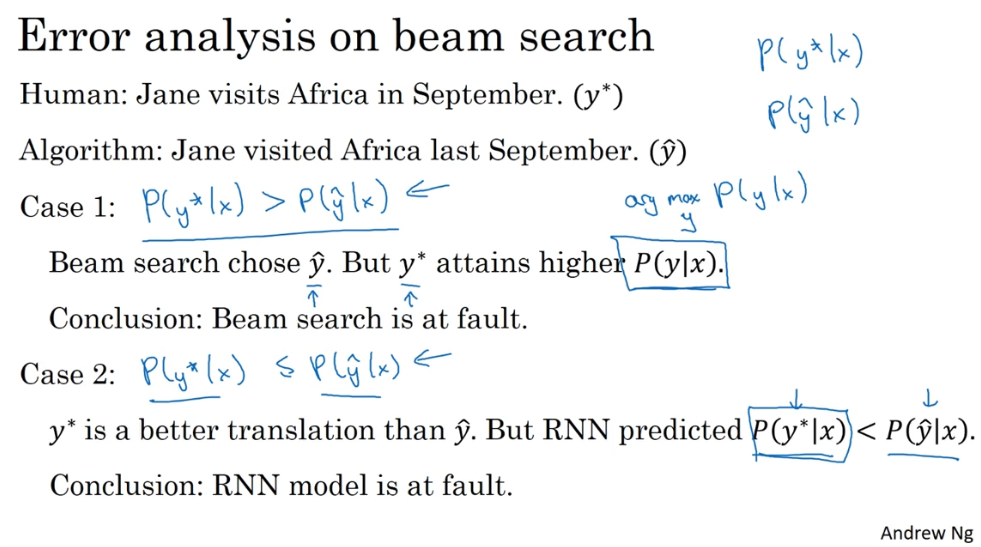 Error analysis on beam search
P(y*|x)
Human: Jane visits Africa in September. (y*)
P(ŷ|x)
Algorithm: Jane visited Africa last September. (ŷ)
Case 1: P(y*|x) > P(ŷ|x) ←
arg max P(y|x)
y
Beam search chose ŷ. But y* attains higher P(y|x).
↑ ↑
Conclusion: Beam search is at fault.
Case 2: P(y*|x) ≤ P(ŷ|x) ←
↓ ↓
y* is a better translation than ŷ. But RNN predicted P(y*|x) < P(ŷ|x).
Conclusion: RNN model is at fault.
Andrew Ng